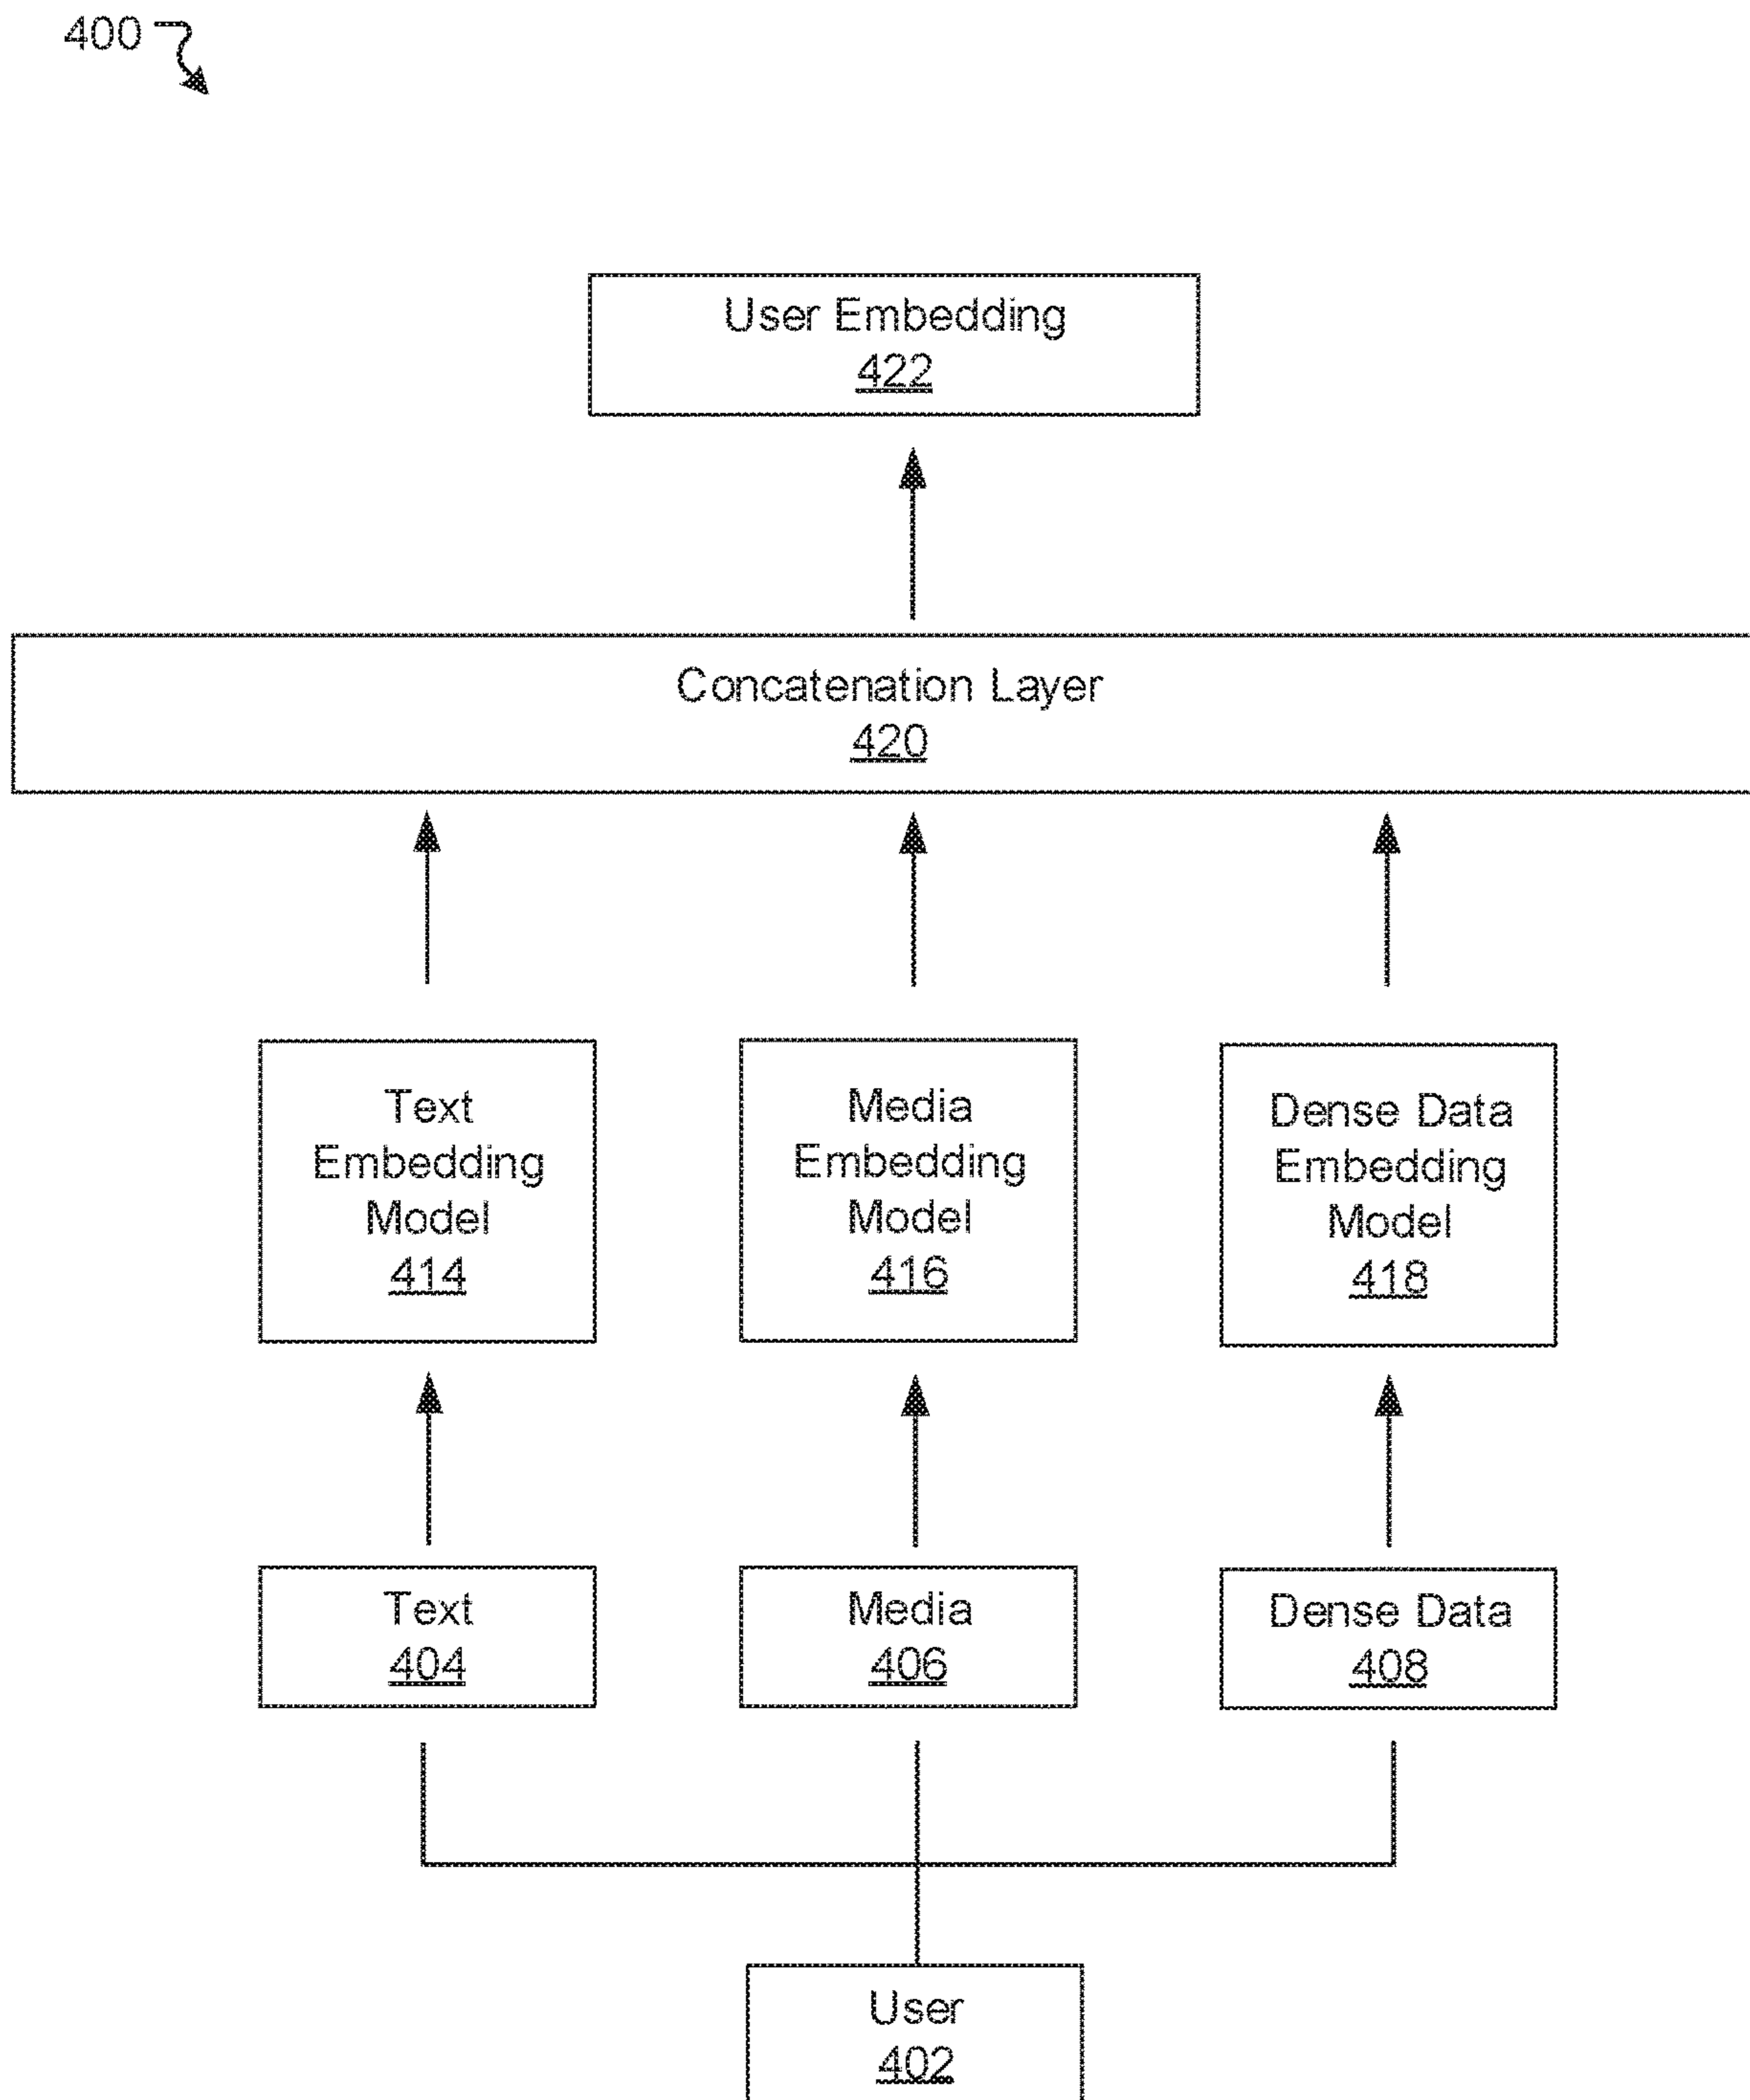 400
User Embedding
422
Concatenation Layer
420
Text
Embedding
Model
414
Media
Embedding
Model
416
Dense Data
Embedding
Model
418
Text
404
Media
406
Dense Data
408
User
402